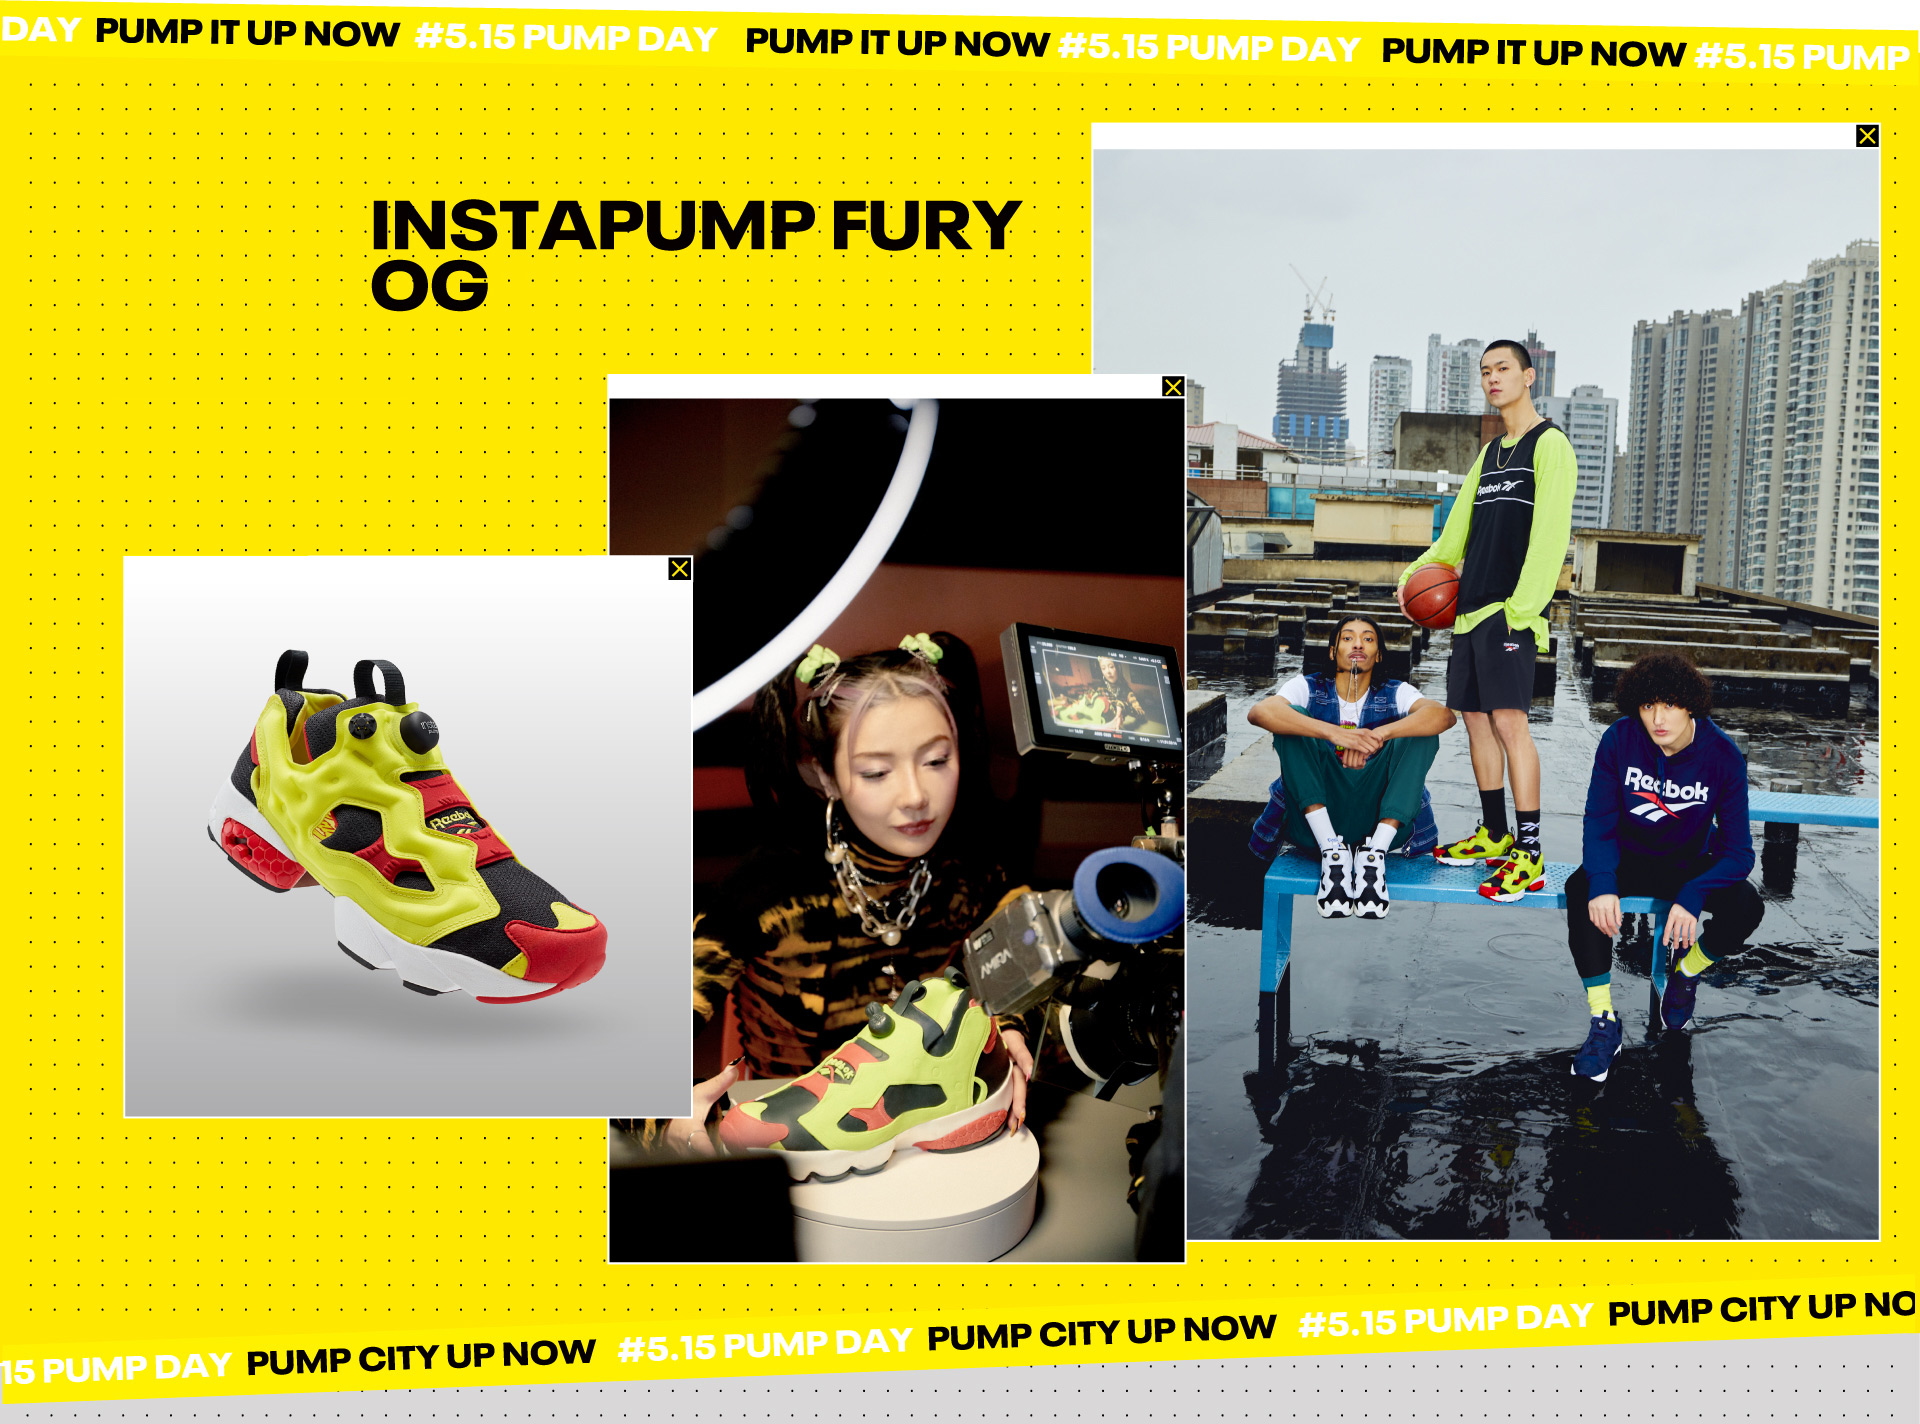 DAY PUMP IT UP NOW #5.15 PUMP DAY PUMP IT UP NOW #5.15 PUMP DAY PUMP IT UP NOW #5.15 PUMP
INSTAPUMP FURY
OG
Reebok
Reebok
AMIRA
Reebok
Reebok
15 PUMP DAY PUMP CITY UP NOW #5.15 PUMP DAY PUMP CITY UP NOW #5.15 PUMP DAY PUMP CITY UP NO